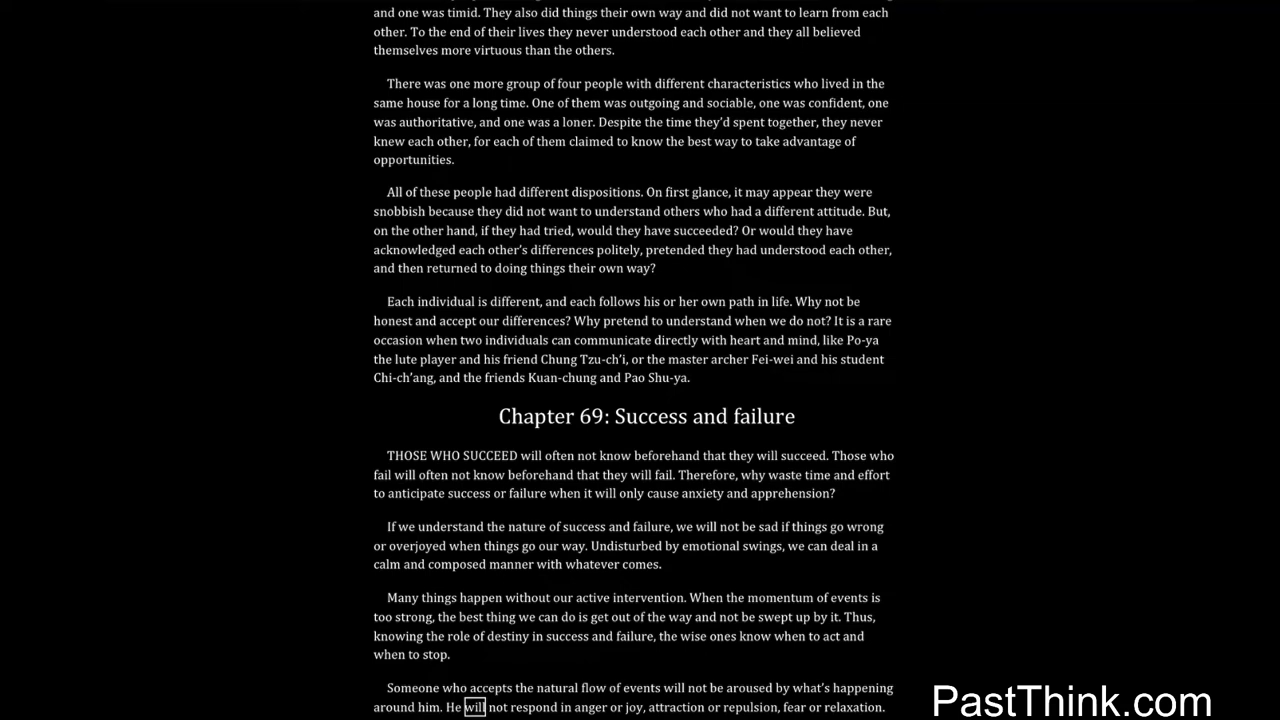 and one was timid. They also did things their own way and did not want to learn from each
other. To the end of their lives they never understood each other and they all believed
themselves more virtuous than the others.
There was one more group of four people with different characteristics who lived in the
same house for a long time. One of them was outgoing and sociable, one was confident, one
was authoritative, and one was a loner. Despite the time they’d spent together, they never
knew each other, for each of them claimed to know the best way to take advantage of
opportunities.
All of these people had different dispositions. On first glance, it may appear they were
snobbish because they did not want to understand others who had a different attitude. But,
on the other hand, if they had tried, would they have succeeded? Or would they have
acknowledged each other’s differences politely, pretended they had understood each other,
and then returned to doing things their own way?
Each individual is different, and each follows his or her own path in life. Why not be
honest and accept our differences? Why pretend to understand when we do not? It is a rare
occasion when two individuals can communicate directly with heart and mind, like Po-ya
the lute player and his friend Chung Tzu-ch’i, or the master archer Fei-wei and his student
Chi-ch’ang, and the friends Kuan-chung and Pao Shu-ya.
Chapter 69: Success and failure
THOSE WHO SUCCEED will often not know beforehand that they will succeed. Those who
fail will often not know beforehand that they will fail. Therefore, why waste time and effort
to anticipate success or failure when it will only cause anxiety and apprehension?
If we understand the nature of success and failure, we will not be sad if things go wrong
or overjoyed when things go our way. Undisturbed by emotional swings, we can deal in a
calm and composed manner with whatever comes.
Many things happen without our active intervention. When the momentum of events is
too strong, the best thing we can do is get out of the way and not be swept up by it. Thus,
knowing the role of destiny in success and failure, the wise ones know when to act and
when to stop.
Someone who accepts the natural flow of events will not be aroused by what’s happening
around him. He will not respond in anger or joy, attraction or repulsion, fear or relaxation.
PastThink.com